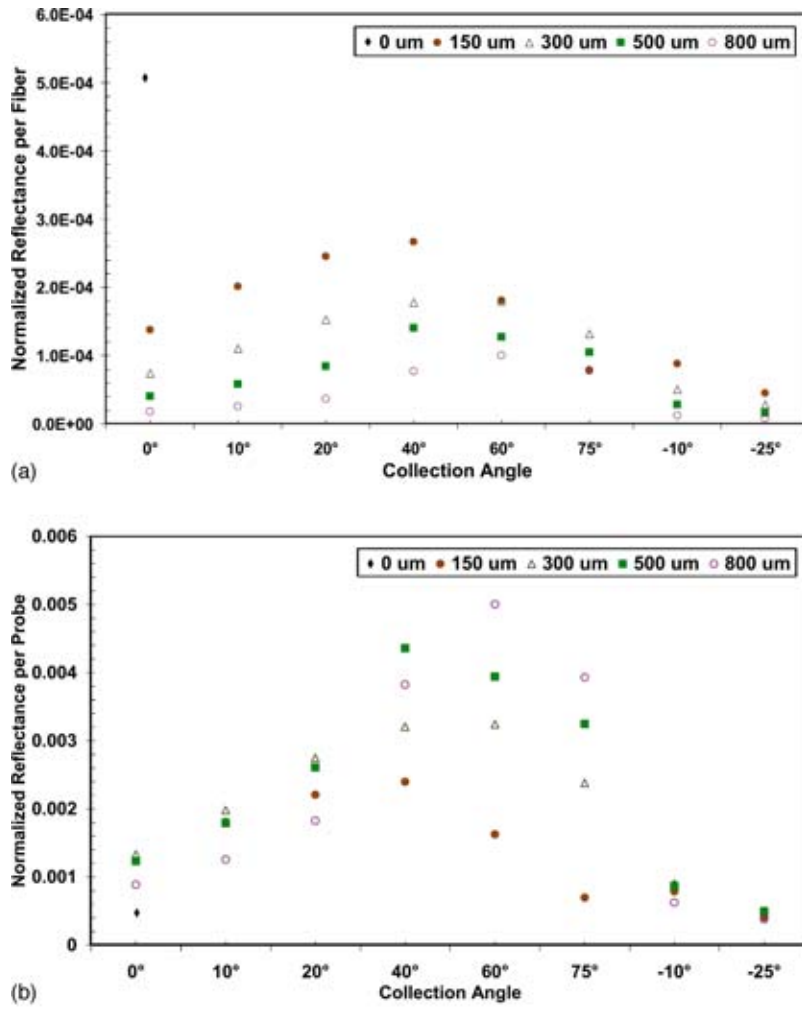 6.0E-04
0 um 150 um 300 um 500 um 800 um
5.0E-04
4.0E-04
3.0E-04
2.0E-04
1.0E-04
0.0E+00
Normalized Reflectance per Fiber
0° 10° 20° 40° 60° 75° -10° -25°
Collection Angle
(a)
0.006
0 um 150 um 300 um 500 um 800 um
0.005
0.004
0.003
0.002
0.001
0
Normalized Reflectance per Probe
0° 10° 20° 40° 60° 75° -10° -25°
Collection Angle
(b)